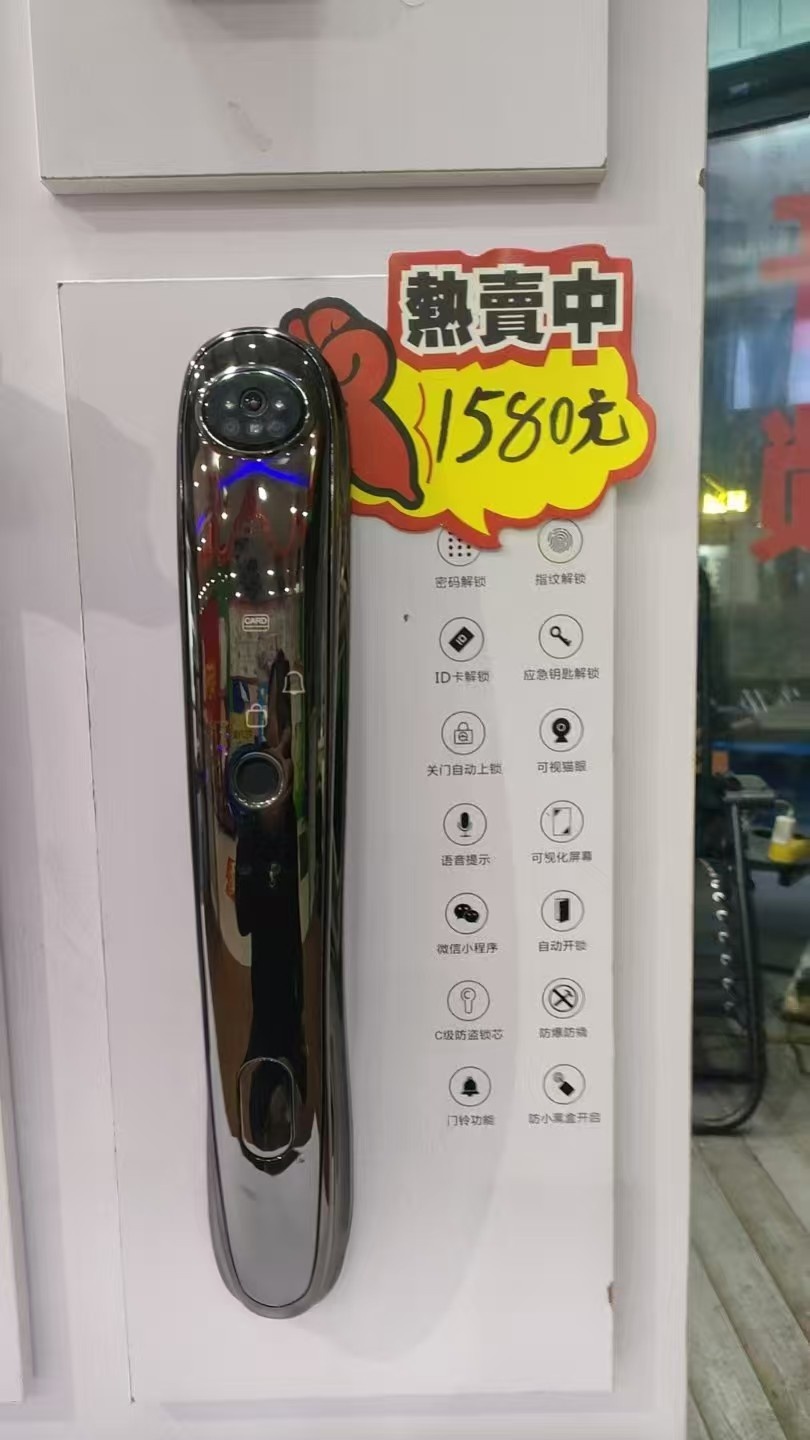 熱賣中
1580元
密码解锁
指纹解锁
ID卡解锁
应急钥匙解锁
关门自动上锁
可视猫眼
语音提示
可视化屏幕
微信小程序
自动开锁
C级防盗锁芯
防爆防撬
门铃功能
防小黑盒开启
CARD
ID